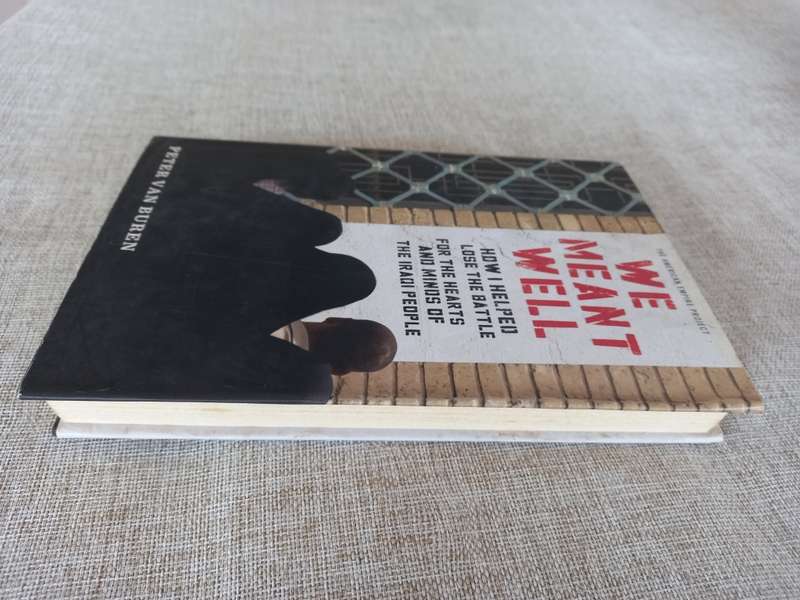 THE AMERICAN EMPIRE PROJECT
WE
MEANT
WELL
HOW I HELPED
LOSE THE BATTLE
FOR THE HEARTS
AND MINDS OF
THE IRAQI PEOPLE
PETER VAN BUREN